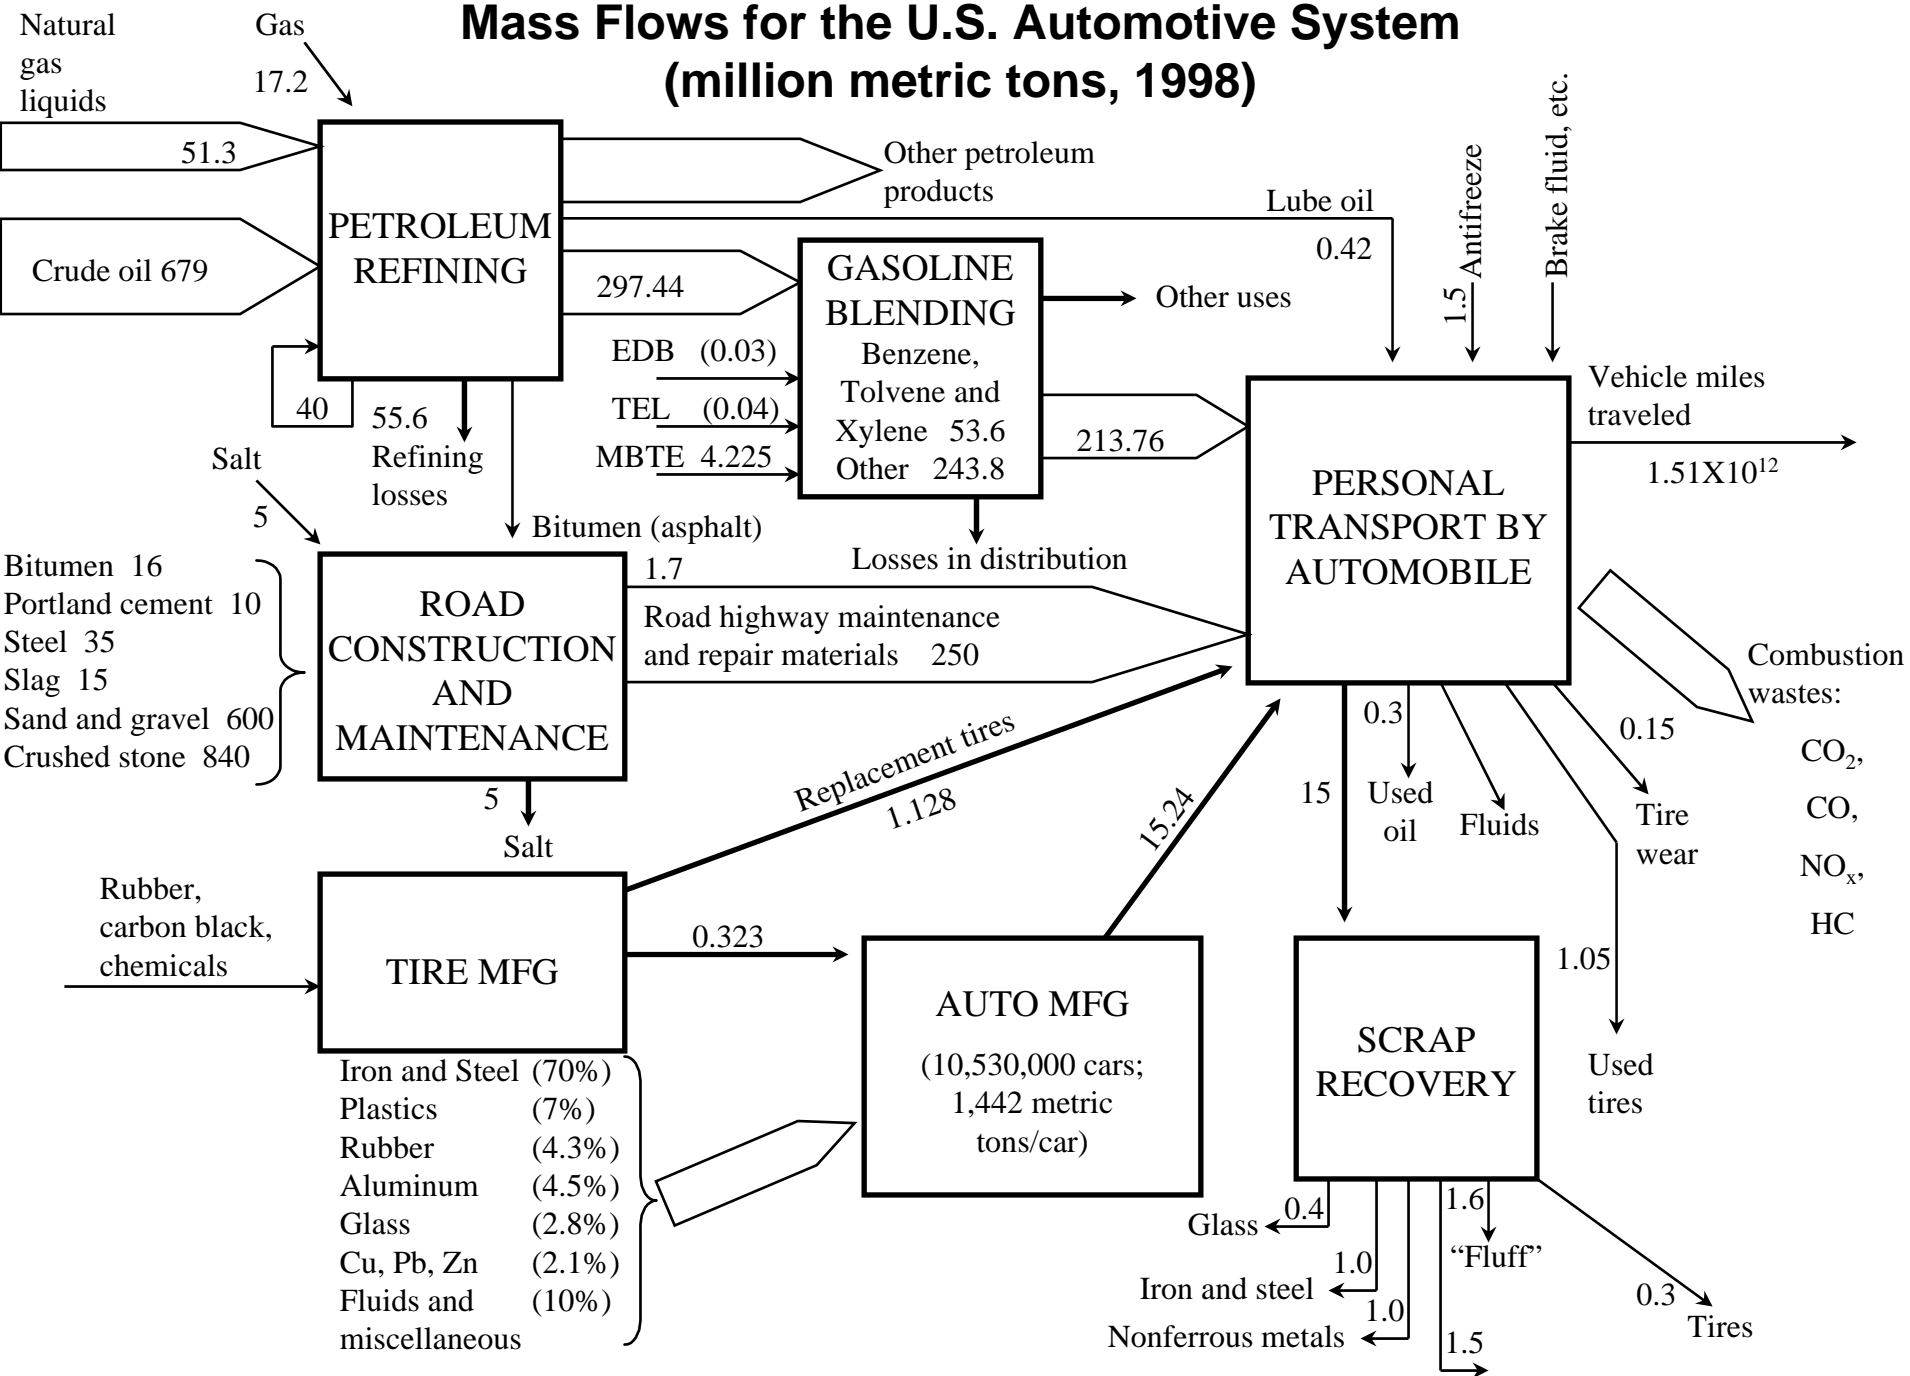 Mass Flows for the U.S. Automotive System
(million metric tons, 1998)
Natural
gas
liquids
51.3
Gas
17.2
Crude oil 679
PETROLEUM
REFINING
40
55.6
Refining
losses
Other petroleum
products
Lube oil
0.42
Antifreeze
1.5
Brake fluid, etc.
297.44
EDB (0.03)
TEL (0.04)
MBTE 4.225
GASOLINE
BLENDING
Benzene,
Tolvene and
Xylene 53.6
Other 243.8
Other uses
213.76
Losses in distribution
Vehicle miles
traveled
1.51X10¹²
PERSONAL
TRANSPORT BY
AUTOMOBILE
Salt
5
Bitumen (asphalt)
Bitumen 16
Portland cement 10
Steel 35
Slag 15
Sand and gravel 600
Crushed stone 840
ROAD
CONSTRUCTION
AND
MAINTENANCE
1.7
Road highway maintenance
and repair materials 250
5
Salt
Combustion
wastes:
CO₂,
CO,
NOₓ,
HC
Replacement tires
1.128
15.24
15
0.3
Used
oil
Fluids
0.15
Tire
wear
1.05
Used
tires
Rubber,
carbon black,
chemicals
TIRE MFG
0.323
AUTO MFG
(10,530,000 cars;
1,442 metric
tons/car)
Iron and Steel (70%)
Plastics (7%)
Rubber (4.3%)
Aluminum (4.5%)
Glass (2.8%)
Cu, Pb, Zn (2.1%)
Fluids and (10%)
miscellaneous
SCRAP
RECOVERY
Glass 0.4
Iron and steel 1.0
Nonferrous metals 1.0
1.5
1.6
“Fluff”
0.3
Tires